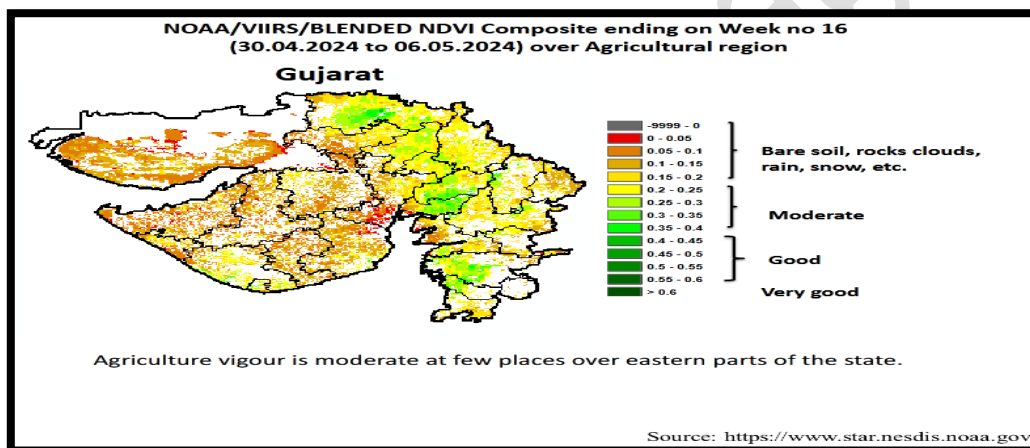 NOAA/VIIRS/BLENDED NDVI Composite ending on Week no 16
(30.04.2024 to 06.05.2024) over Agricultural region
Gujarat
-9999 - 0
0 - 0.05
0.05 - 0.1
0.1 - 0.15
0.15 - 0.2
0.2 - 0.25
0.25 - 0.3
0.3 - 0.35
0.35 - 0.4
0.4 - 0.45
0.45 - 0.5
0.5 - 0.55
0.55 - 0.6
> 0.6
Bare soil, rocks clouds,
rain, snow, etc.
Moderate
Good
Very good
Agriculture vigour is moderate at few places over eastern parts of the state.
Source: https://www.star.nesdis.noaa.gov